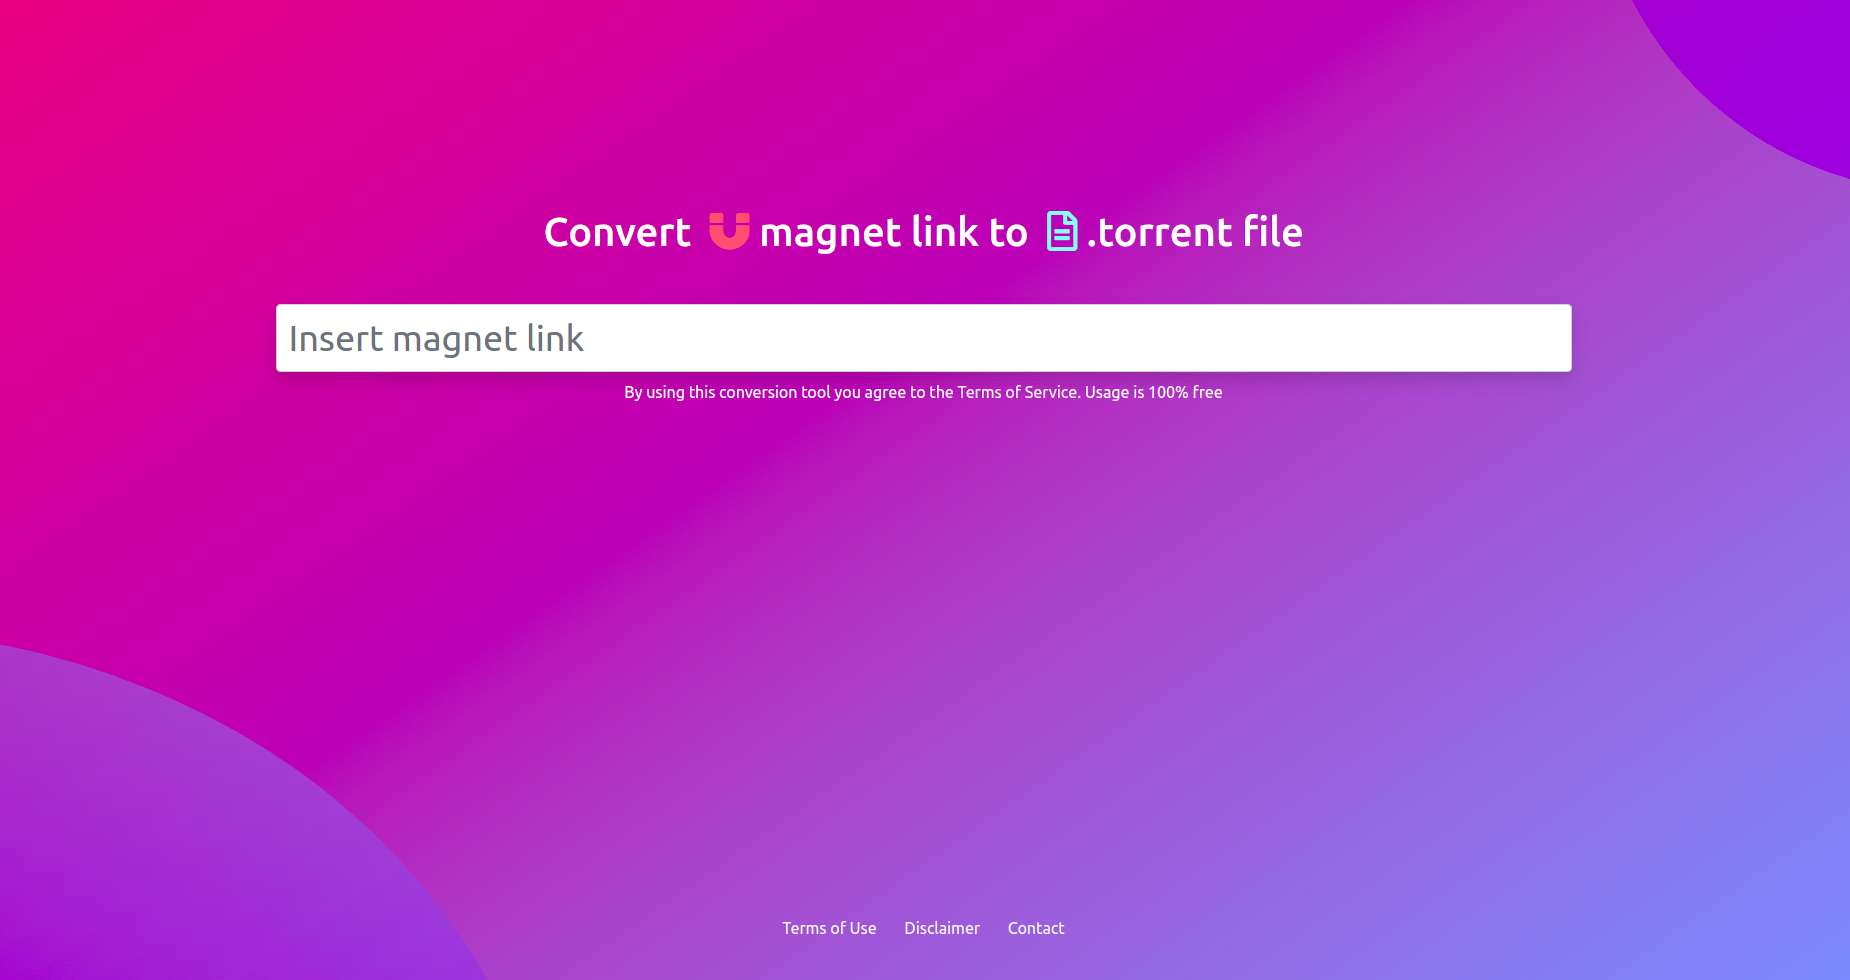 Convert magnet link to .torrent file
Insert magnet link
By using this conversion tool you agree to the Terms of Service. Usage is 100% free
Terms of Use Disclaimer Contact